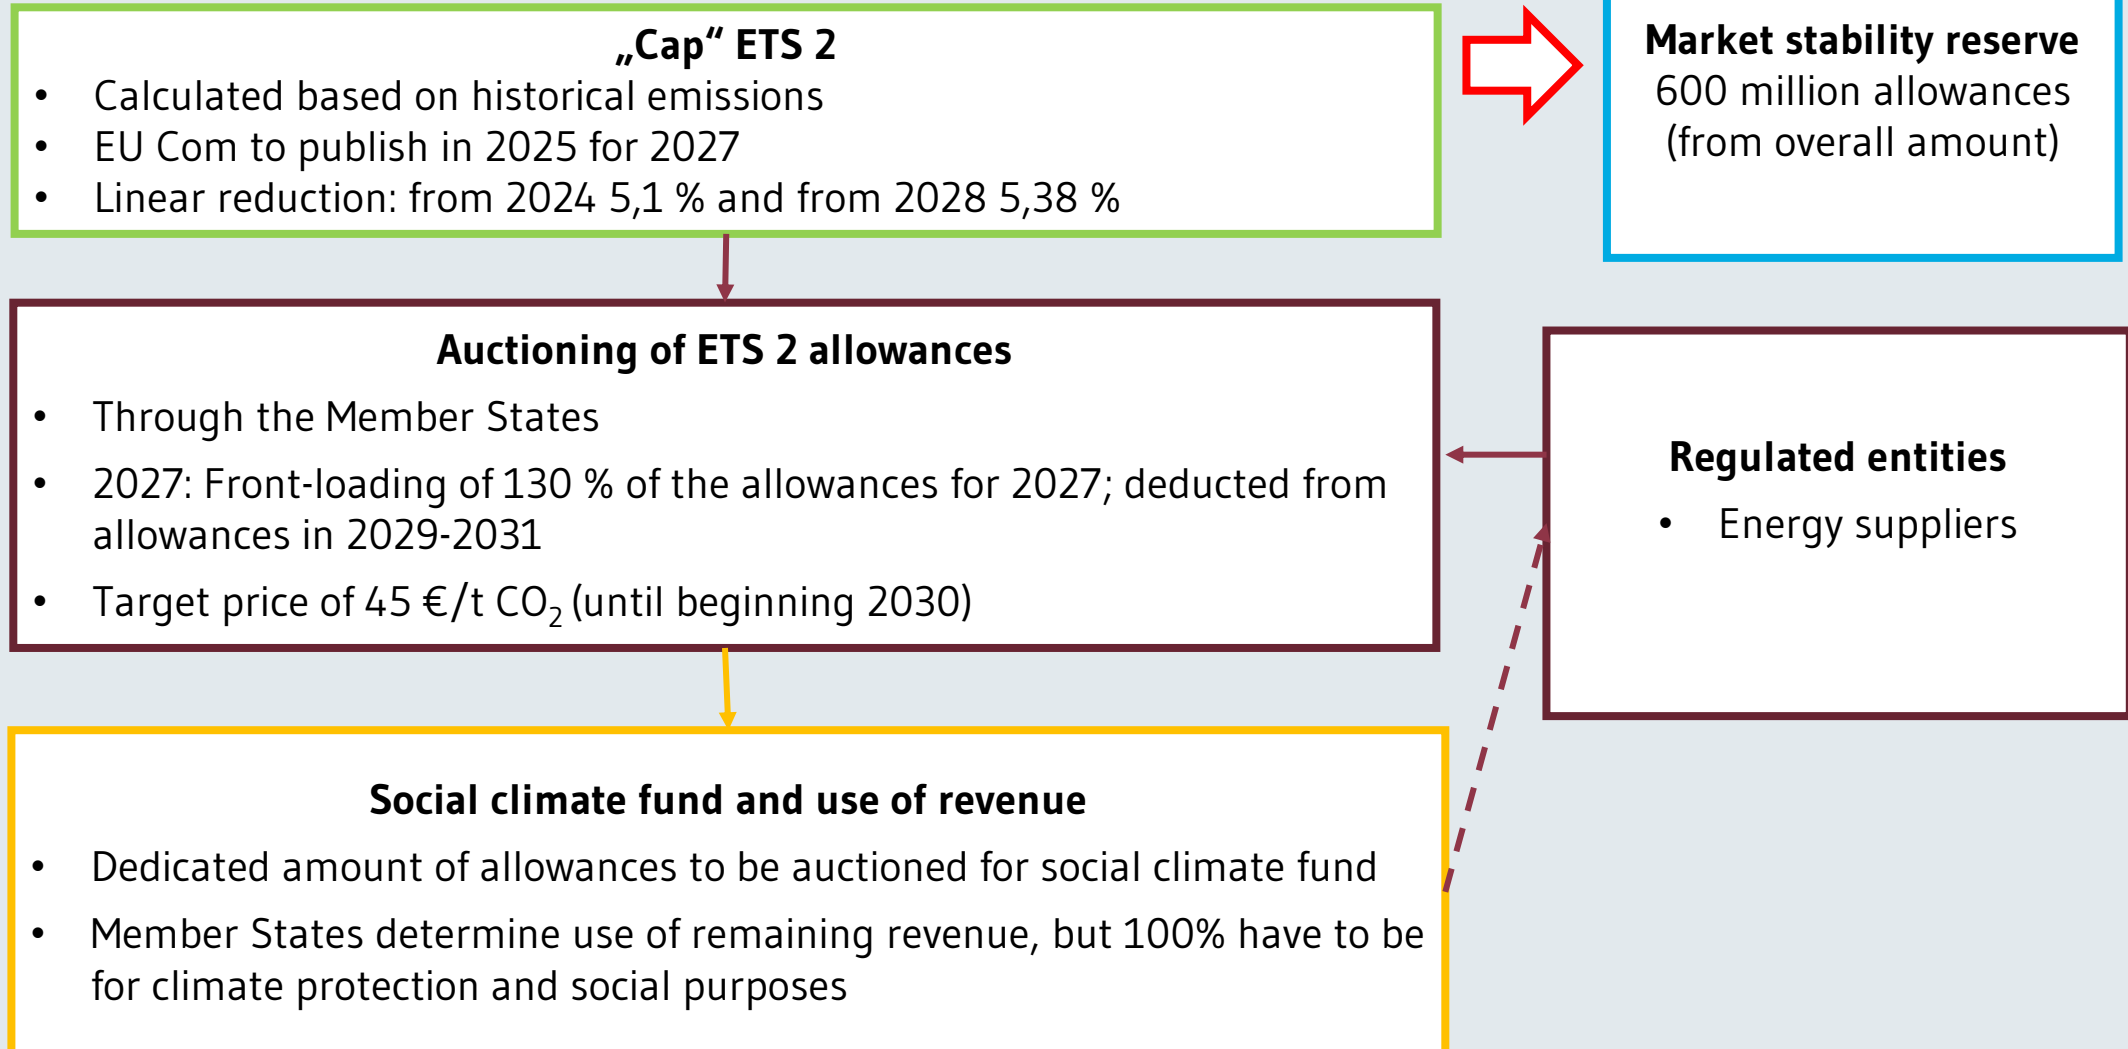 „Cap“ ETS 2
• Calculated based on historical emissions
• EU Com to publish in 2025 for 2027
• Linear reduction: from 2024 5,1 % and from 2028 5,38 %
Market stability reserve
600 million allowances
(from overall amount)
Auctioning of ETS 2 allowances
• Through the Member States
• 2027: Front-loading of 130 % of the allowances for 2027; deducted from
allowances in 2029-2031
• Target price of 45 €/t CO₂ (until beginning 2030)
Regulated entities
• Energy suppliers
Social climate fund and use of revenue
• Dedicated amount of allowances to be auctioned for social climate fund
• Member States determine use of remaining revenue, but 100% have to be
for climate protection and social purposes